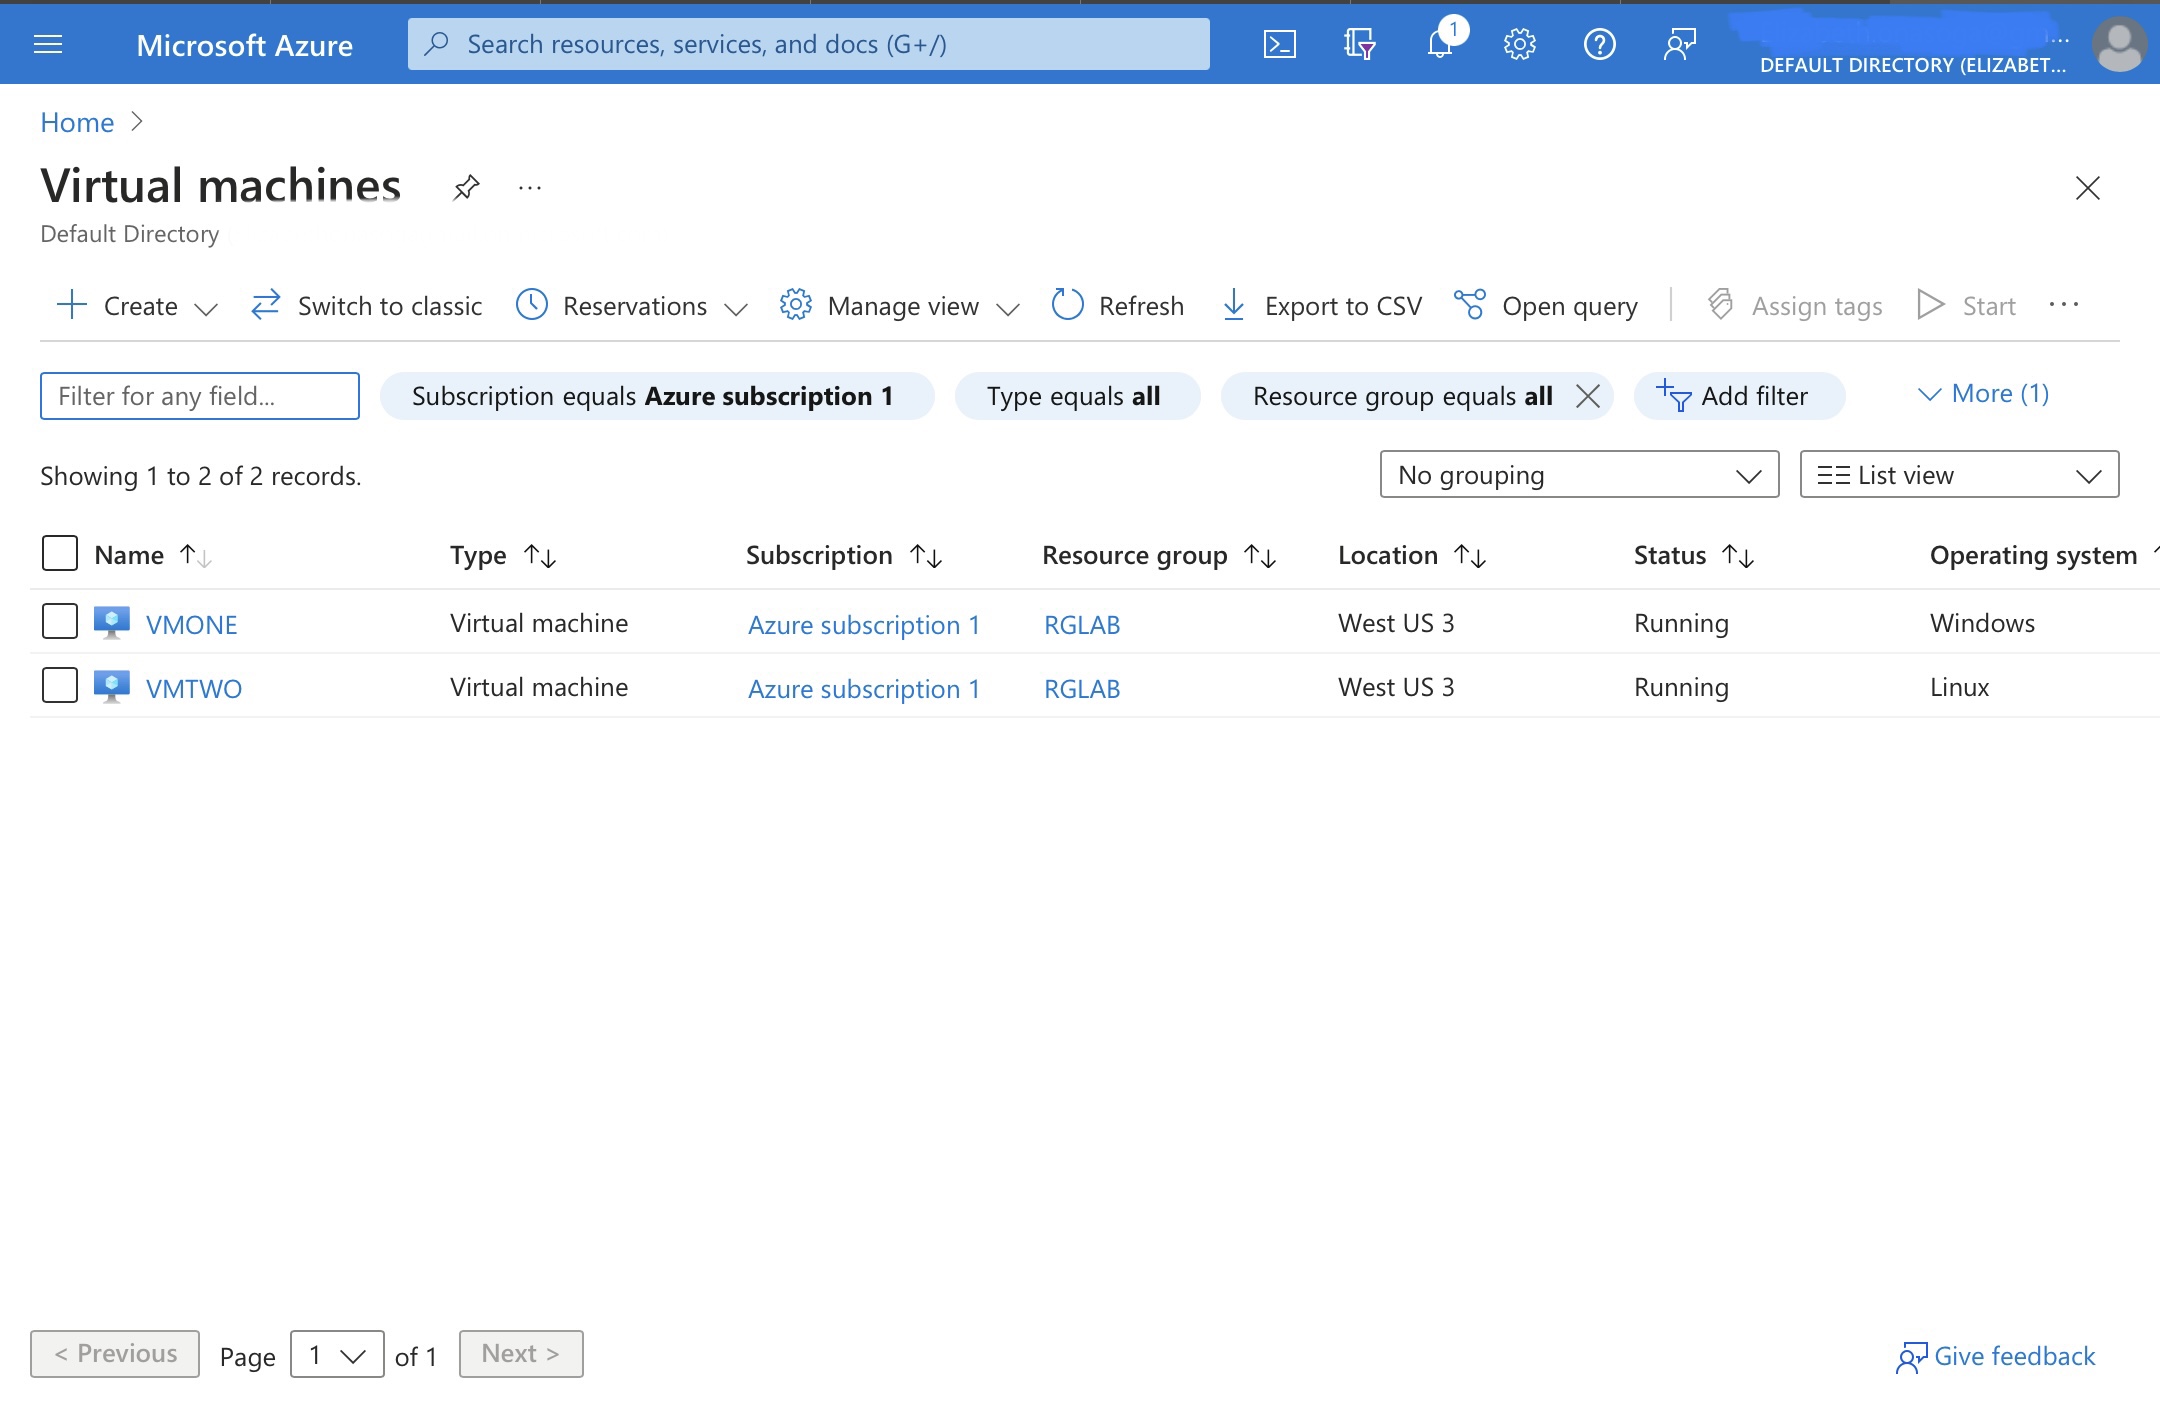 Microsoft Azure
Search resources, services, and docs (G+/)
1
...
DEFAULT DIRECTORY (ELIZABET...
Home >
Virtual machines
...
Default Directory
Create
Switch to classic
Reservations
Manage view
Refresh
Export to CSV
Open query
Assign tags
Start
...
Filter for any field...
Subscription equals Azure subscription 1
Type equals all
Resource group equals all
Add filter
More (1)
Showing 1 to 2 of 2 records.
No grouping
List view
Name Type Subscription Resource group Location Status Operating system
VMONE Virtual machine Azure subscription 1 RGLAB West US 3 Running Windows
VMTWO Virtual machine Azure subscription 1 RGLAB West US 3 Running Linux
< Previous Page 1 of 1 Next >
Give feedback